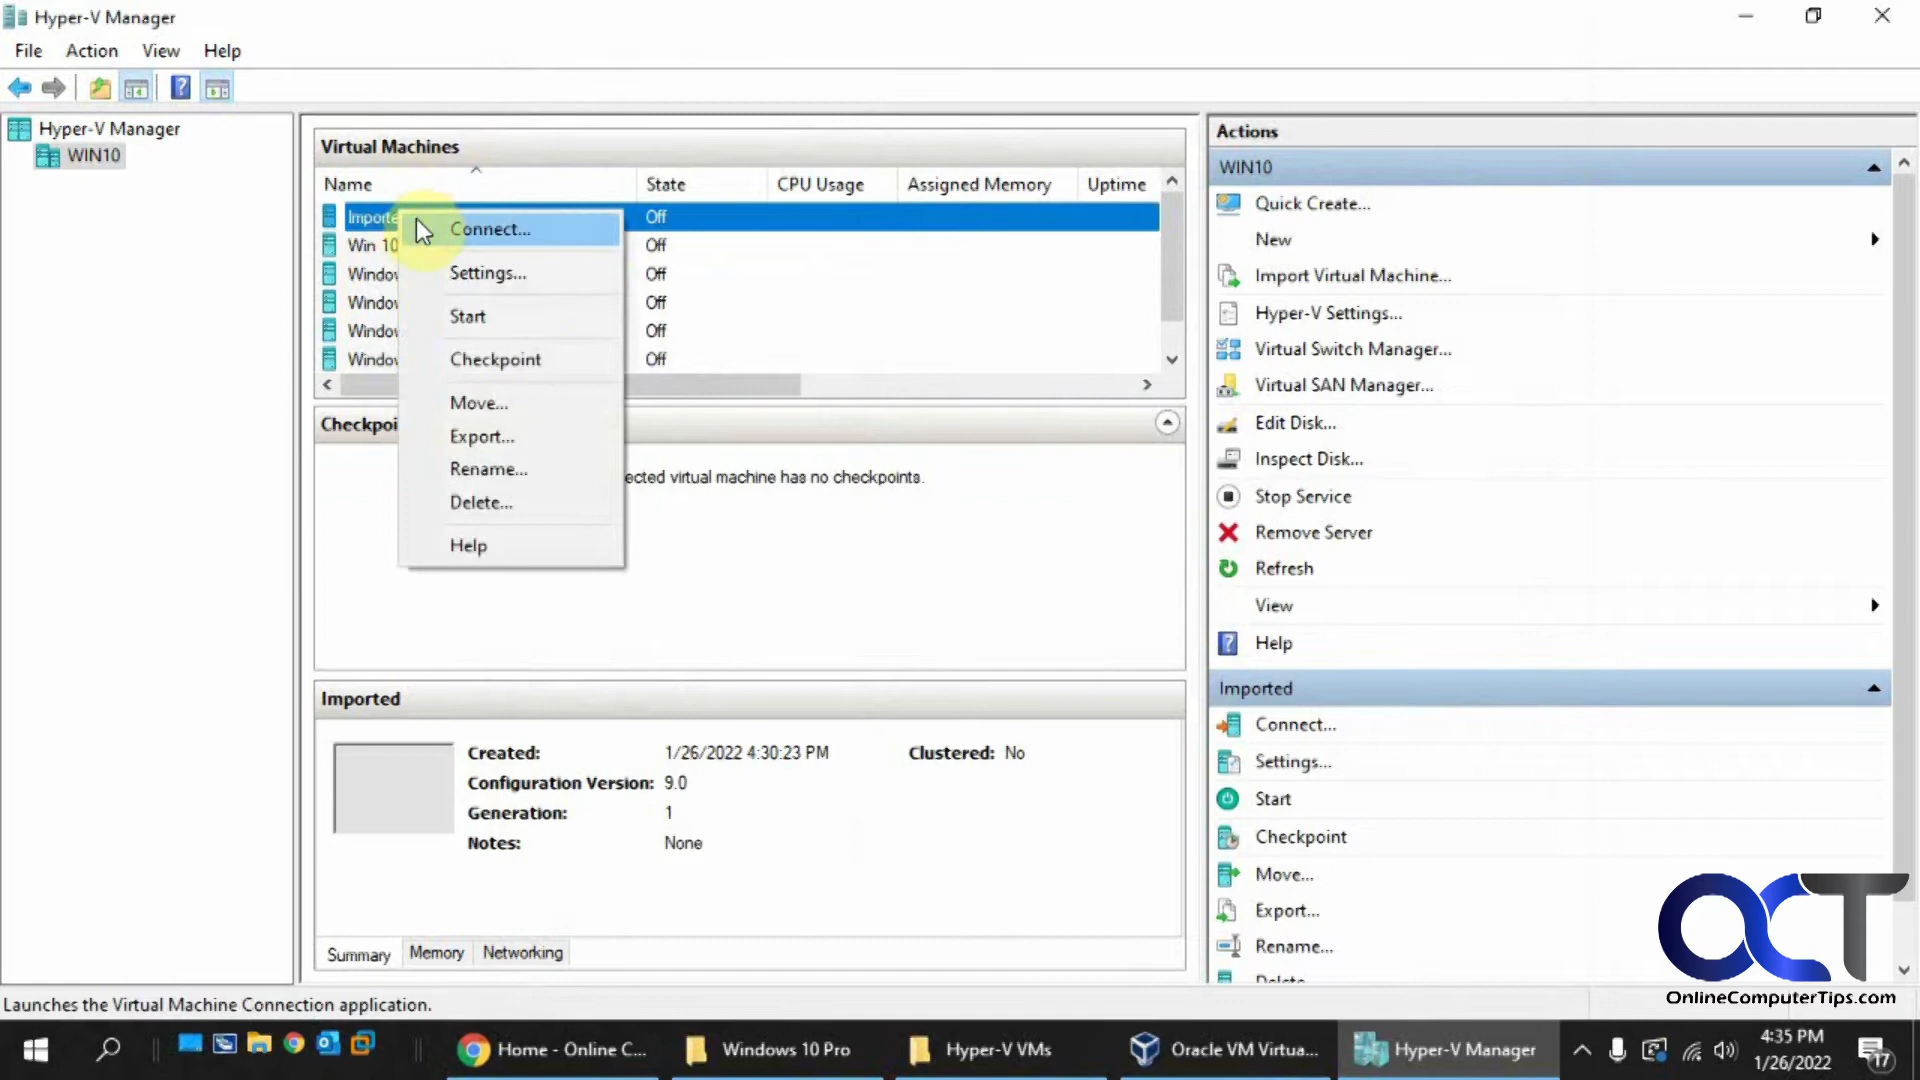 Hyper-V Manager
File Action View Help
Hyper-V Manager
WIN10
Virtual Machines
Name State CPU Usage Assigned Memory Uptime
Off
Win 10 Off
Off
Off
Off
Off
Connect...
Settings...
Start
Checkpoint
Move...
Export...
Rename...
Delete...
Help
virtual machine has no checkpoints.
Imported
Created: 1/26/2022 4:30:23 PM Clustered: No
Configuration Version: 9.0
Generation: 1
Notes: None
Summary Memory Networking
Actions
WIN10
Quick Create...
New
Import Virtual Machine...
Hyper-V Settings...
Virtual Switch Manager...
Virtual SAN Manager...
Edit Disk...
Inspect Disk...
Stop Service
Remove Server
Refresh
View
Help
Imported
Connect...
Settings...
Start
Checkpoint
Move...
Export...
Rename...
OCT
OnlineComputerTips.com
Launches the Virtual Machine Connection application.
Home - Online C... Windows 10 Pro Hyper-V VMs Oracle VM Virtua... Hyper-V Manager
4:35 PM
1/26/2022
17